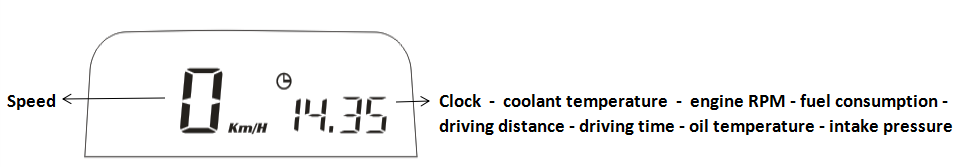 Speed
0 Km/H
14.35
Clock - coolant temperature - engine RPM - fuel consumption -
driving distance - driving time - oil temperature - intake pressure